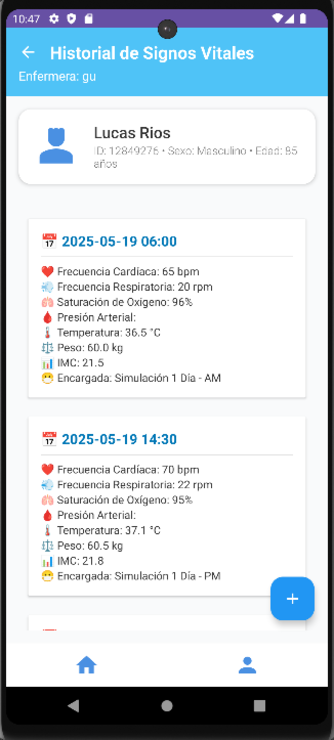 10:47
Historial de Signos Vitales
Enfermera: gu
Lucas Rios
ID: 12849276 • Sexo: Masculino • Edad: 85
años
2025-05-19 06:00
Frecuencia Cardíaca: 65 bpm
Frecuencia Respiratoria: 20 rpm
Saturación de Oxígeno: 96%
Presión Arterial:
Temperatura: 36.5 °C
Peso: 60.0 kg
IMC: 21.5
Encargada: Simulación 1 Día - AM
2025-05-19 14:30
Frecuencia Cardíaca: 70 bpm
Frecuencia Respiratoria: 22 rpm
Saturación de Oxígeno: 95%
Presión Arterial:
Temperatura: 37.1 °C
Peso: 60.5 kg
IMC: 21.8
Encargada: Simulación 1 Día - PM
+